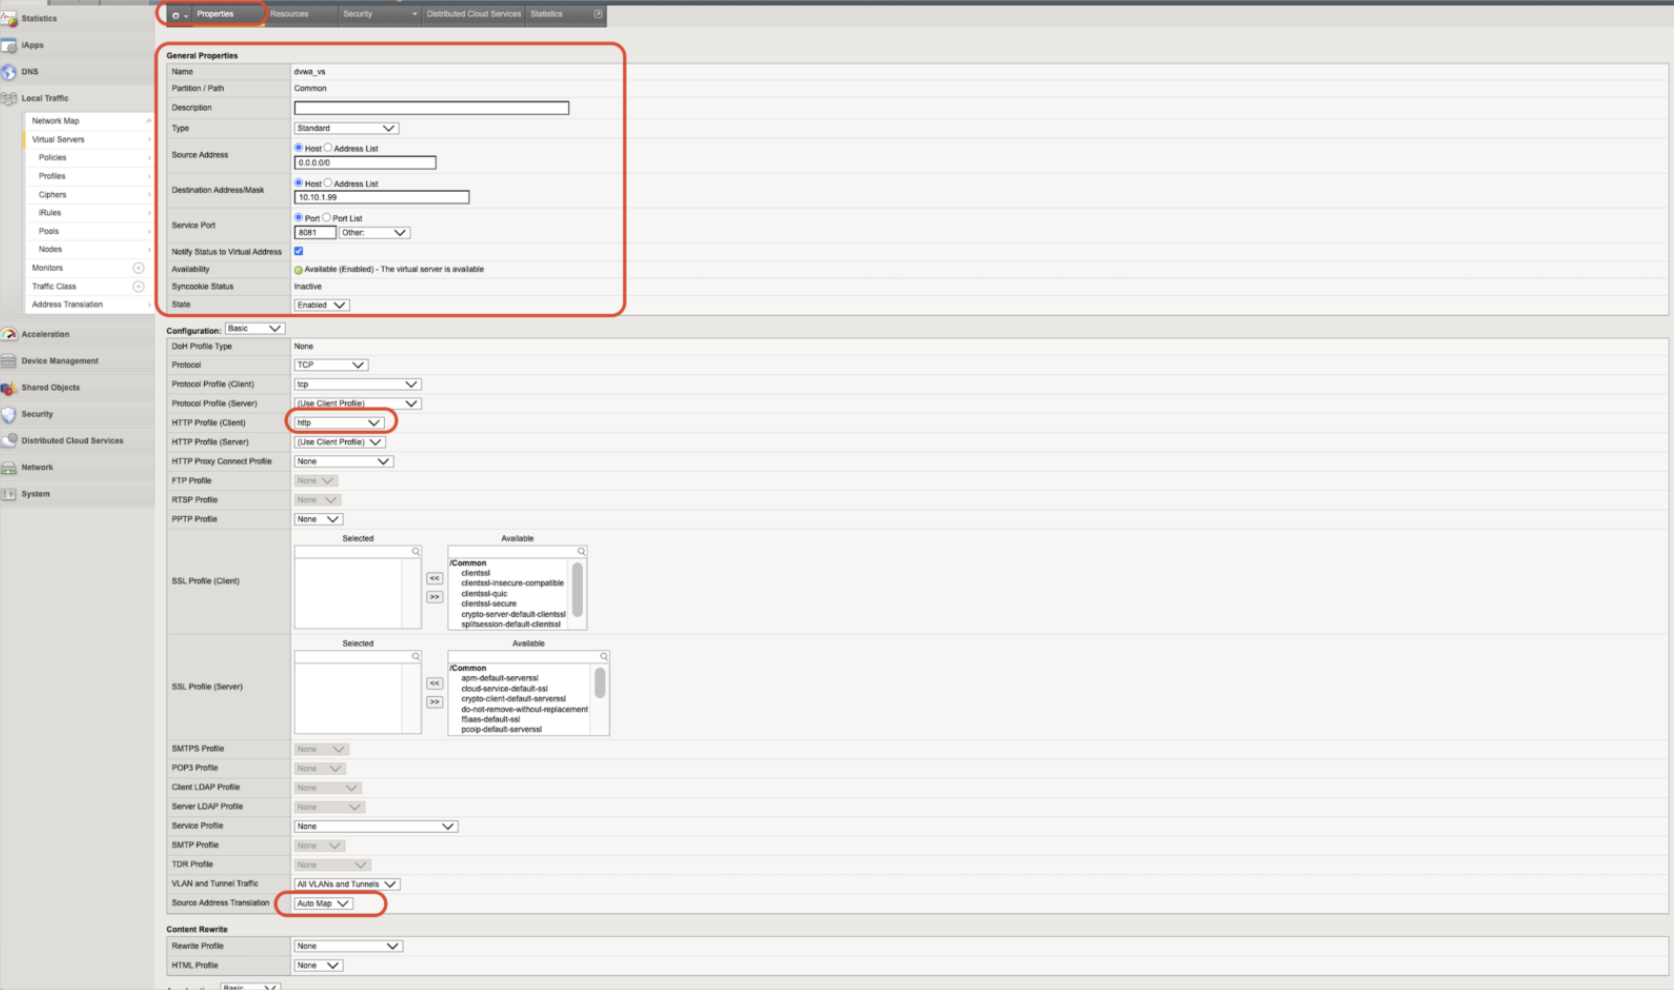 Properties
Resources
Security
Distributed Cloud Services
Statistics
Statistics
iApps
DNS
Local Traffic
Network Map
Virtual Servers
Policies
Profiles
Ciphers
iRules
Pools
Nodes
Monitors
Traffic Class
Address Translation
Acceleration
Device Management
Shared Objects
Security
Distributed Cloud Services
Network
System
General Properties
Name dvwa_vs
Partition / Path Common
Description
Type Standard
Source Address Host Address List
0.0.0.0/0
Destination Address/Mask Host Address List
10.10.1.99
Service Port Port Port List
8081 Other:
Notify Status to Virtual Address
Availability Available (Enabled) - The virtual server is available
Syncookie Status Inactive
State Enabled
Configuration: Basic
DoH Profile Type None
Protocol TCP
Protocol Profile (Client) tcp
Protocol Profile (Server) (Use Client Profile)
HTTP Profile (Client) http
HTTP Profile (Server) (Use Client Profile)
HTTP Proxy Connect Profile None
FTP Profile None
RTSP Profile None
PPTP Profile None
SSL Profile (Client)
Selected Available
/Common
clientssl
clientssl-insecure-compatible
clientssl-quic
clientssl-secure
crypto-server-default-clientssl
splitsession-default-clientssl
<< 
>>
SSL Profile (Server)
Selected Available
/Common
apm-default-serverssl
cloud-service-default-ssl
crypto-client-default-serverssl
do-not-remove-without-replacement
f5aas-default-ssl
pcoip-default-serverssl
<<
>>
SMTPS Profile None
POP3 Profile None
Client LDAP Profile None
Server LDAP Profile None
Service Profile None
SMTP Profile None
TDR Profile None
VLAN and Tunnel Traffic All VLANs and Tunnels
Source Address Translation Auto Map
Content Rewrite
Rewrite Profile None
HTML Profile None
Basic